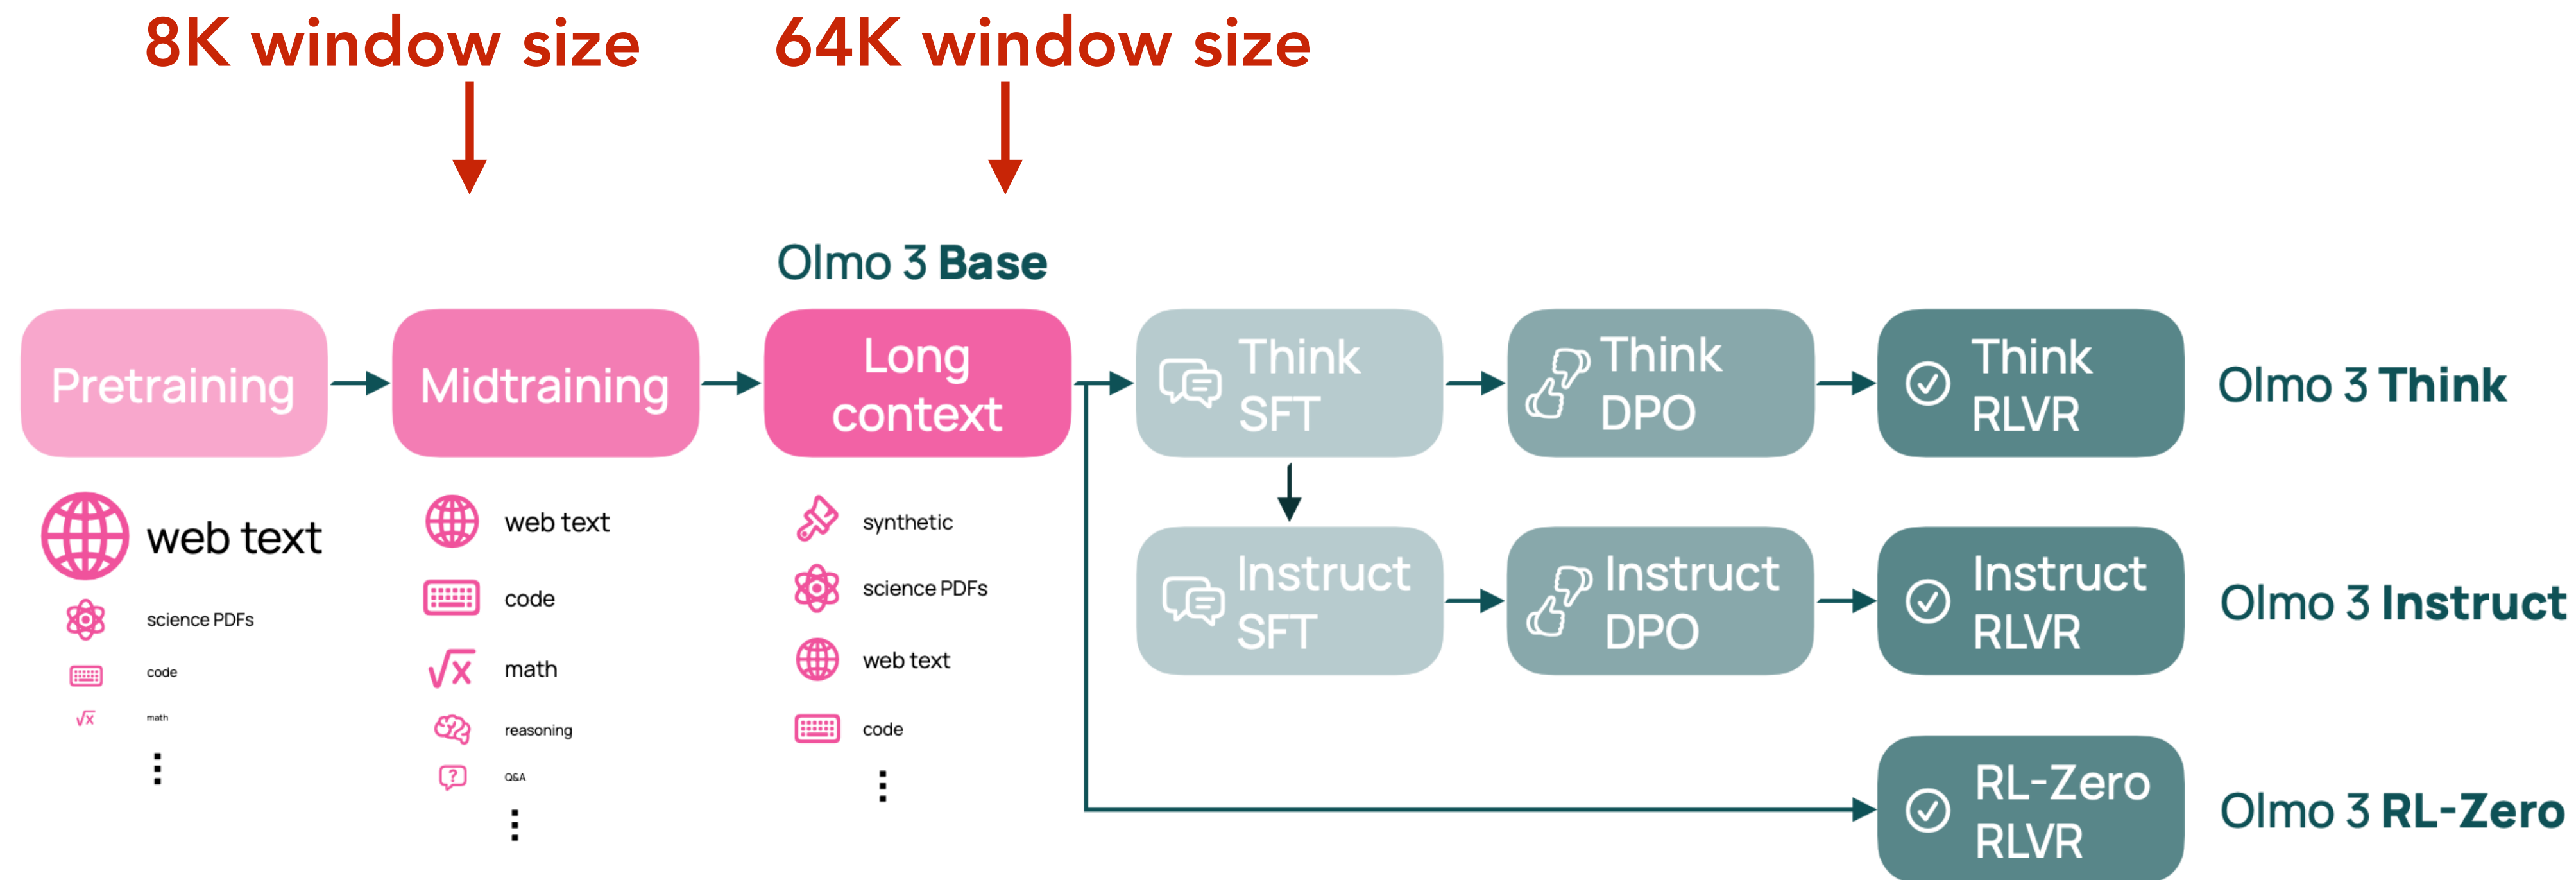 8K window size
64K window size
Olmo 3 Base
Pretraining
Midtraining
Long
context
Think
SFT
Think
DPO
Think
RLVR
Olmo 3 Think
web text
science PDFs
code
math
web text
code
√x math
reasoning
Q&A
synthetic
science PDFs
web text
code
Instruct
SFT
Instruct
DPO
Instruct
RLVR
Olmo 3 Instruct
RL-Zero
RLVR
Olmo 3 RL-Zero